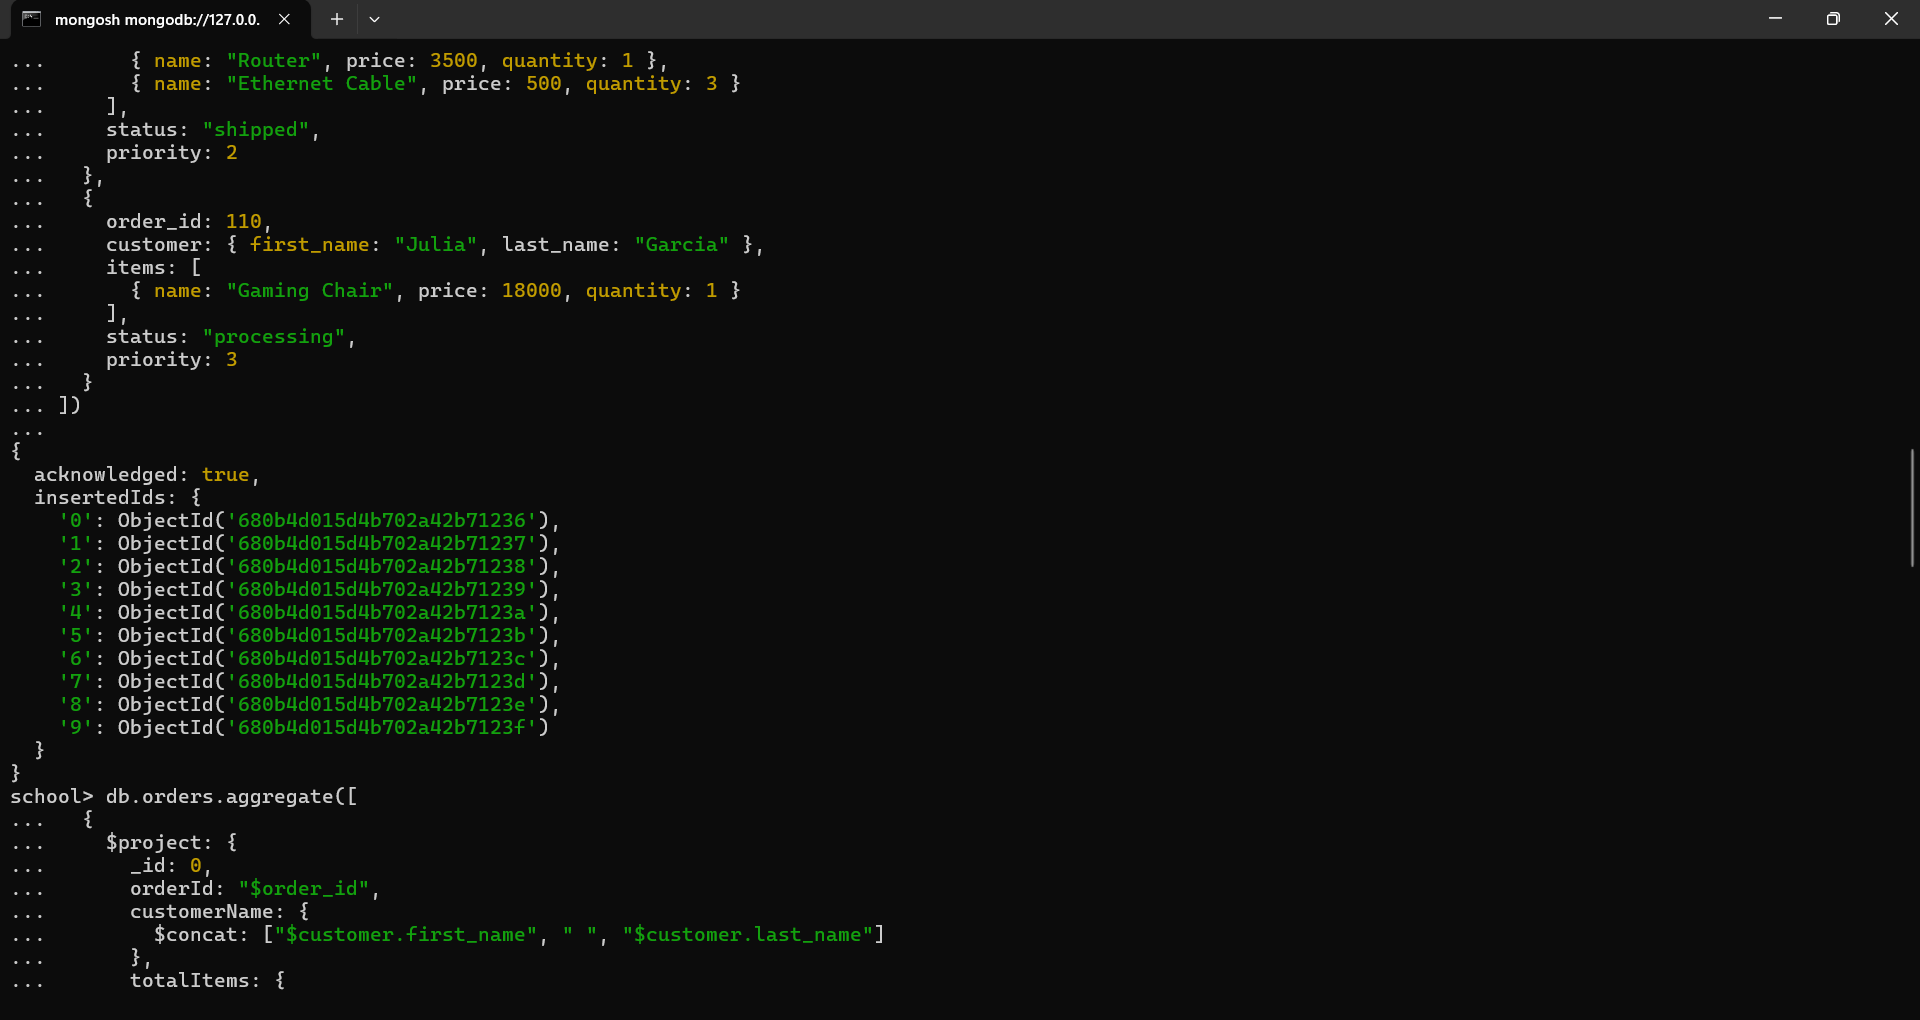 mongosh mongodb://127.0.0.
...       { name: "Router", price: 3500, quantity: 1 },
...       { name: "Ethernet Cable", price: 500, quantity: 3 }
...     ],
...     status: "shipped",
...     priority: 2
...   },
...   {
...     order_id: 110,
...     customer: { first_name: "Julia", last_name: "Garcia" },
...     items: [
...       { name: "Gaming Chair", price: 18000, quantity: 1 }
...     ],
...     status: "processing",
...     priority: 3
...   }
... ])
...
{
  acknowledged: true,
  insertedIds: {
    '0': ObjectId('680b4d015d4b702a42b71236'),
    '1': ObjectId('680b4d015d4b702a42b71237'),
    '2': ObjectId('680b4d015d4b702a42b71238'),
    '3': ObjectId('680b4d015d4b702a42b71239'),
    '4': ObjectId('680b4d015d4b702a42b7123a'),
    '5': ObjectId('680b4d015d4b702a42b7123b'),
    '6': ObjectId('680b4d015d4b702a42b7123c'),
    '7': ObjectId('680b4d015d4b702a42b7123d'),
    '8': ObjectId('680b4d015d4b702a42b7123e'),
    '9': ObjectId('680b4d015d4b702a42b7123f')
  }
}
school> db.orders.aggregate([
...   {
...     $project: {
...       _id: 0,
...       orderId: "$order_id",
...       customerName: {
...         $concat: ["$customer.first_name", " ", "$customer.last_name"]
...       },
...       totalItems: {